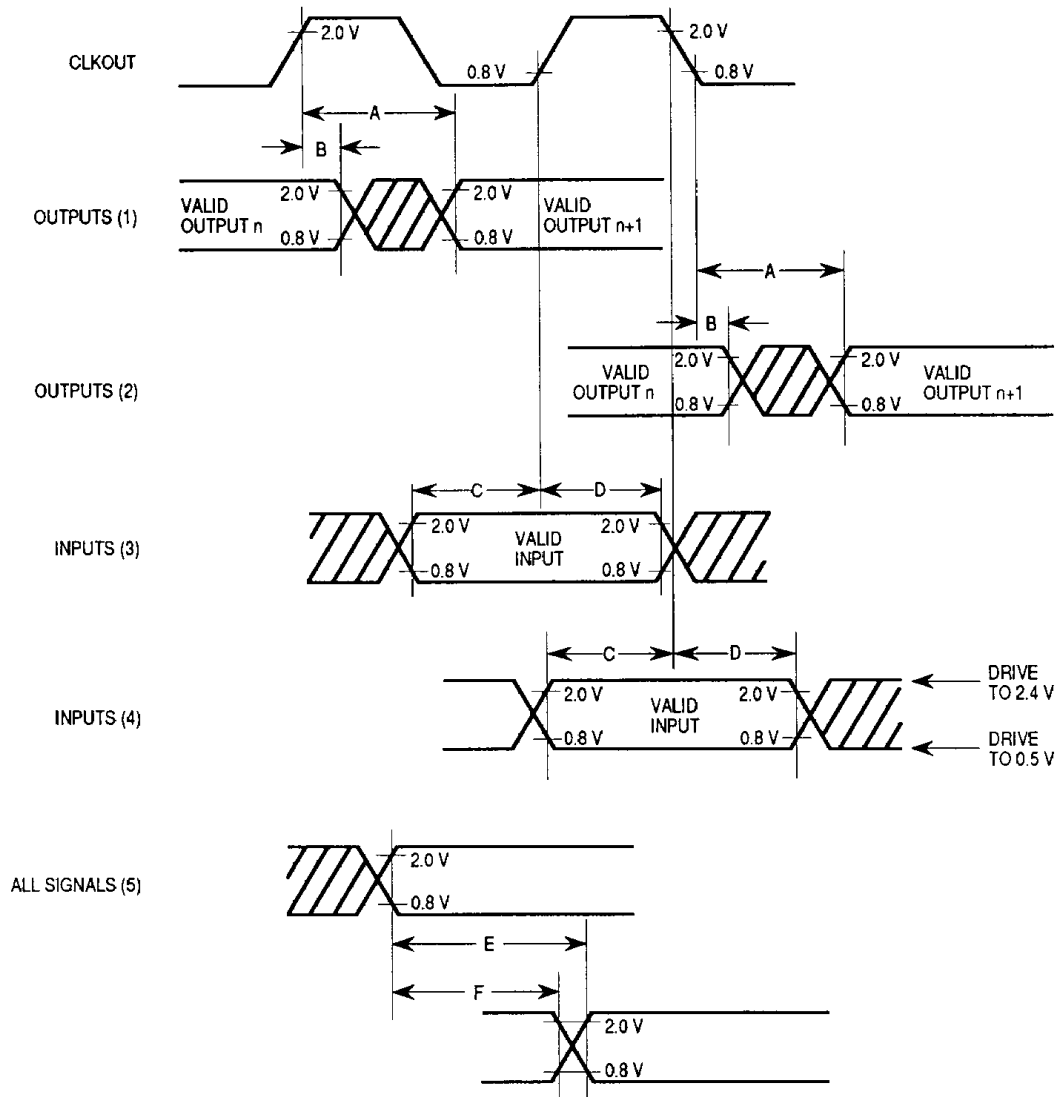 CLKOUT
2.0 V
0.8 V
2.0 V
0.8 V
A
B
OUTPUTS (1)
VALID
OUTPUT n
2.0 V
0.8 V
2.0 V
0.8 V
VALID
OUTPUT n+1
A
B
OUTPUTS (2)
VALID
OUTPUT n
2.0 V
0.8 V
2.0 V
0.8 V
VALID
OUTPUT n+1
C
D
INPUTS (3)
2.0 V
0.8 V
VALID
INPUT
2.0 V
0.8 V
C
D
INPUTS (4)
2.0 V
0.8 V
VALID
INPUT
2.0 V
0.8 V
DRIVE
TO 2.4 V
DRIVE
TO 0.5 V
ALL SIGNALS (5)
2.0 V
0.8 V
E
F
2.0 V
0.8 V